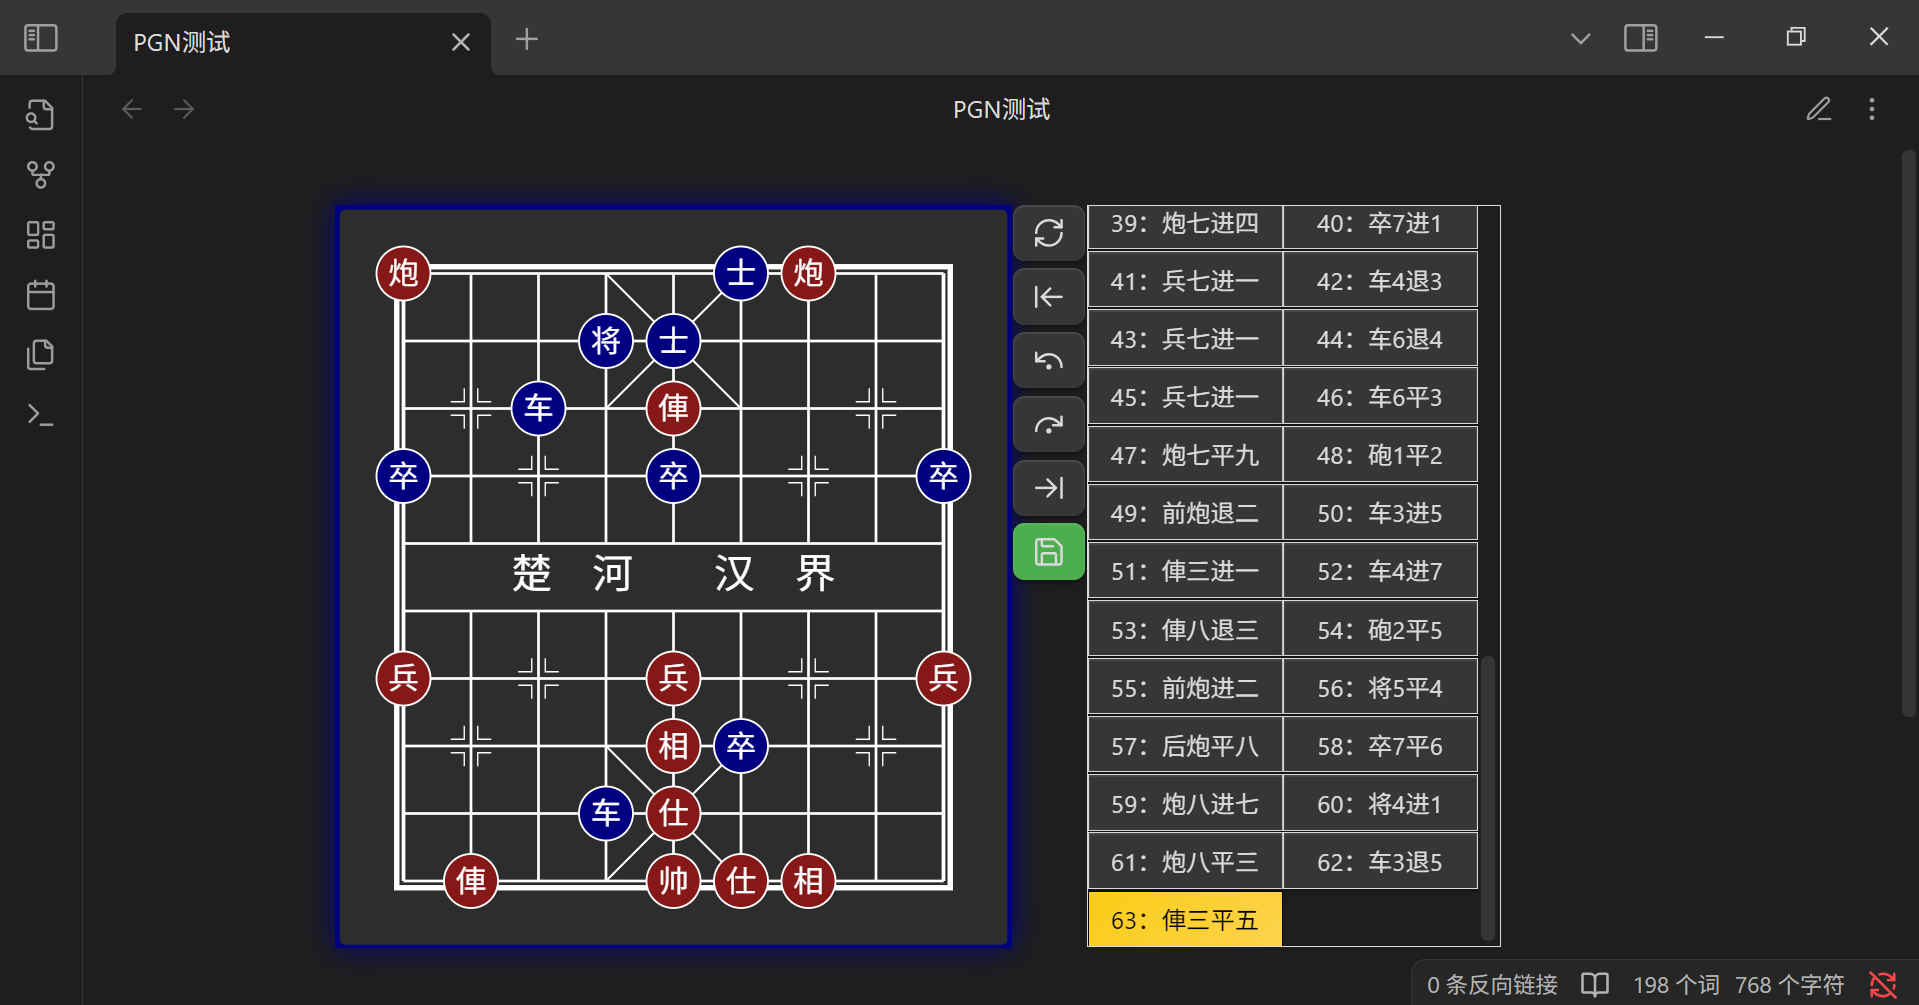 PGN测试
PGN测试
炮 士 炮
将 士
车 俥
卒 卒 卒
楚 河 汉 界
兵 兵 兵
相 卒
车 仕
俥 帅 仕 相
39：炮七进四 40：卒7进1
41：兵七进一 42：车4退3
43：兵七进一 44：车6退4
45：兵七进一 46：车6平3
47：炮七平九 48：砲1平2
49：前炮退二 50：车3进5
51：俥三进一 52：车4进7
53：俥八退三 54：砲2平5
55：前炮进二 56：将5平4
57：后炮平八 58：卒7平6
59：炮八进七 60：将4进1
61：炮八平三 62：车3退5
63：俥三平五
0 条反向链接 198 个词 768 个字符